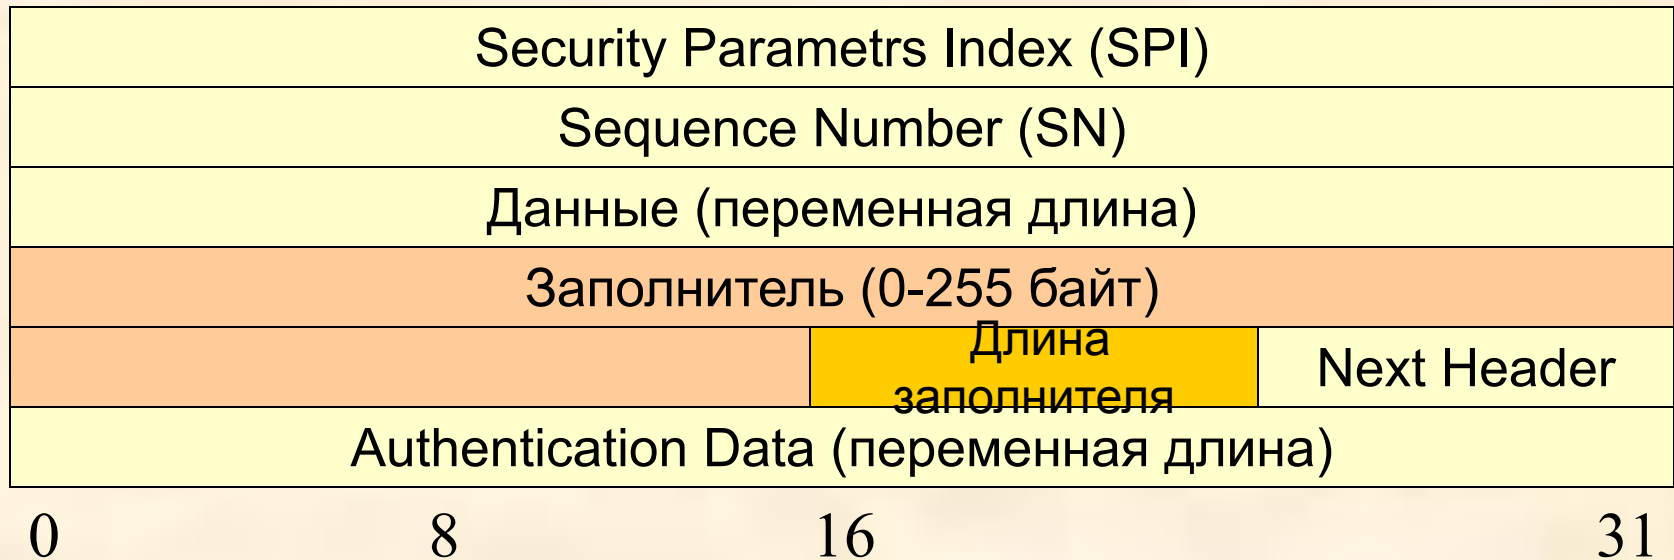 Security Parametrs Index (SPI)
Sequence Number (SN)
Данные (переменная длина)
Заполнитель (0-255 байт)
Длина
заполнителя
Next Header
Authentication Data (переменная длина)
0 8 16 31